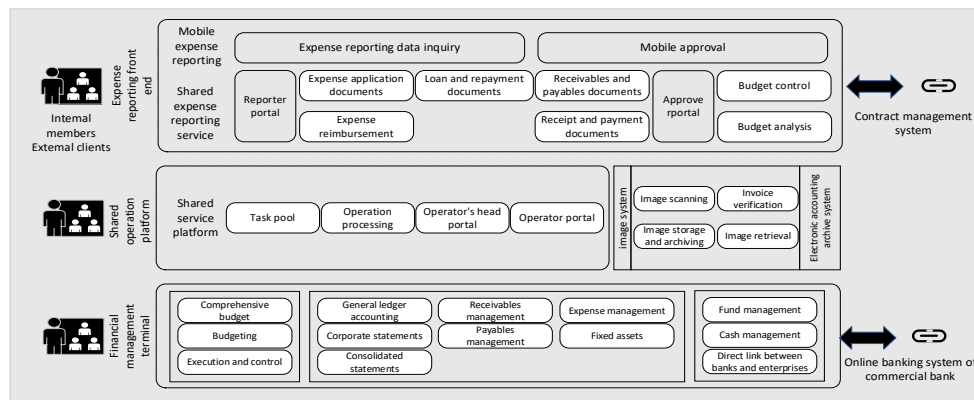 Expense reporting front
end
Internal
members
External clients
Mobile
expense
reporting
Expense reporting data inquiry
Mobile approval
Shared
expense
reporting
service
Reporter
portal
Expense application
documents
Loan and repayment
documents
Receivables and
payables documents
Approve
rportal
Budget control
Expense
reimbursement
Receipt and payment
documents
Budget analysis
Contract management
system
Shared
operation
platform
Shared
service
platform
Task pool
Operation
processing
Operator's head
portal
Operator portal
image system
Image scanning
Invoice
verification
Image storage
and archiving
Image retrieval
Electronic accounting
archive system
Financial
management
terminal
Comprehensive
budget
Budgeting
Execution and control
General ledger
accounting
Receivables
management
Expense management
Corporate statements
Payables
management
Fixed assets
Consolidated
statements
Fund management
Cash management
Direct link between
banks and enterprises
Online banking system of
commercial bank